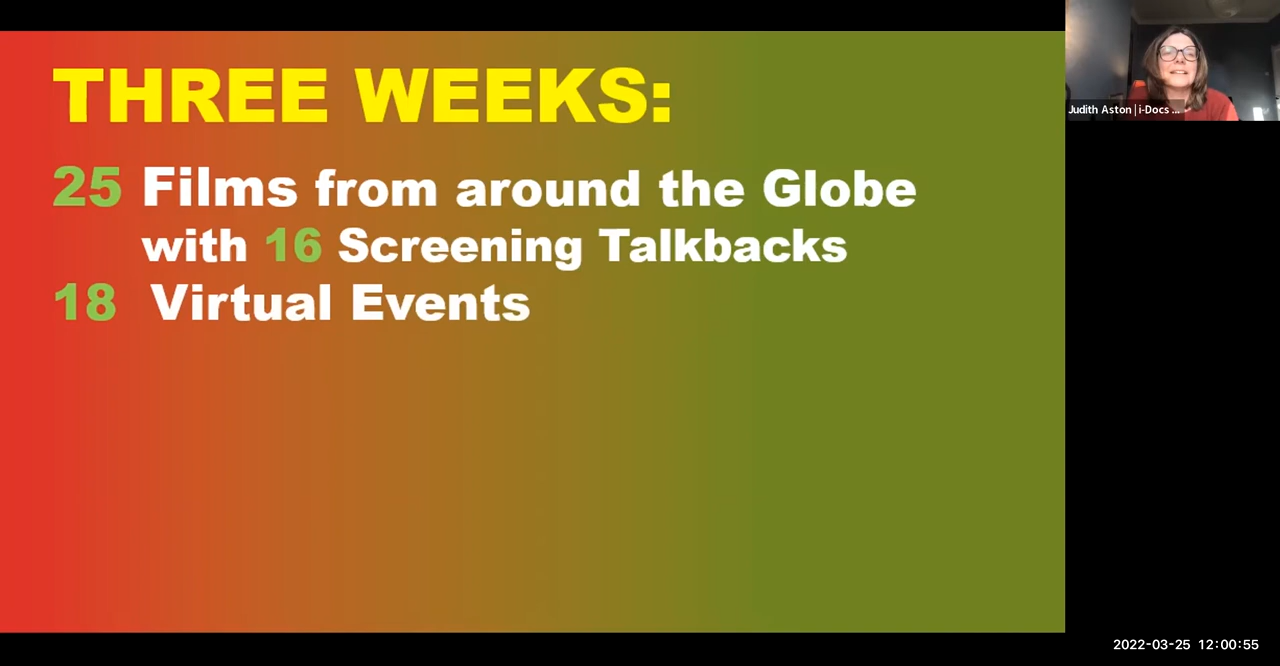 THREE WEEKS:
25 Films from around the Globe
with 16 Screening Talkbacks
18 Virtual Events
Judith Aston | i-Docs ...
2022-03-25 12:00:55